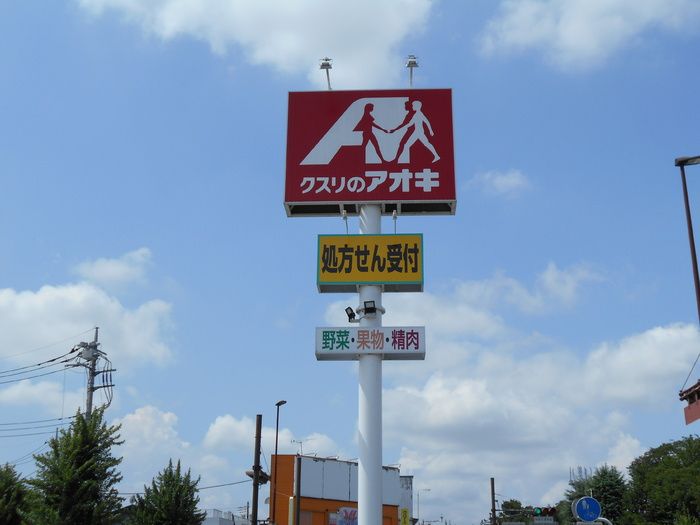 クスリのアオキ
処方せん受付
野菜・果物・精肉